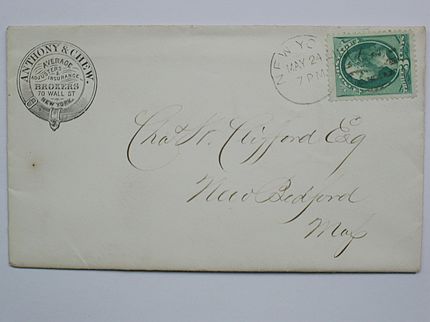 ANTHONY & CHEW.
AVERAGE
ADJUSTERS
& INSURANCE
BROKERS
70 WALL ST
NEW YORK.
NEW YO
MAY 24
7 PM
Chas W. Clifford Esq
New Bedford
Mass